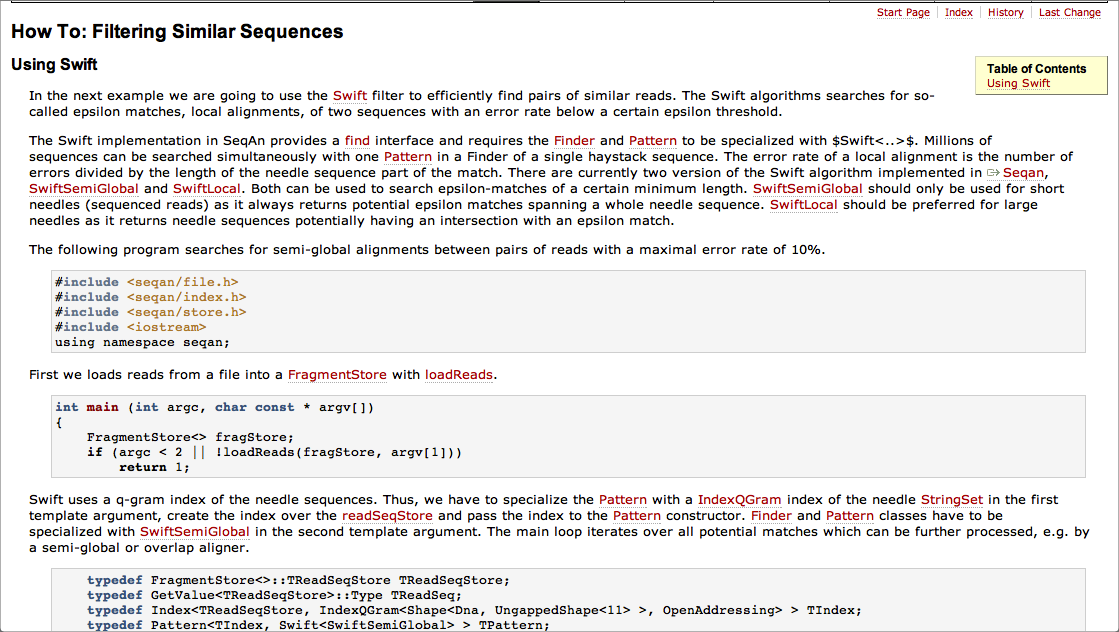 Start Page Index History Last Change
How To: Filtering Similar Sequences
Using Swift
Table of Contents
Using Swift
In the next example we are going to use the Swift filter to efficiently find pairs of similar reads. The Swift algorithms searches for so-
called epsilon matches, local alignments, of two sequences with an error rate below a certain epsilon threshold.
The Swift implementation in SeqAn provides a find interface and requires the Finder and Pattern to be specialized with $Swift<..>$. Millions of
sequences can be searched simultaneously with one Pattern in a Finder of a single haystack sequence. The error rate of a local alignment is the number of
errors divided by the length of the needle sequence part of the match. There are currently two version of the Swift algorithm implemented in Seqan,
SwiftSemiGlobal and SwiftLocal. Both can be used to search epsilon-matches of a certain minimum length. SwiftSemiGlobal should only be used for short
needles (sequenced reads) as it always returns potential epsilon matches spanning a whole needle sequence. SwiftLocal should be preferred for large
needles as it returns needle sequences potentially having an intersection with an epsilon match.
The following program searches for semi-global alignments between pairs of reads with a maximal error rate of 10%.
#include <seqan/file.h>
#include <seqan/index.h>
#include <seqan/store.h>
#include <iostream>
using namespace seqan;
First we loads reads from a file into a FragmentStore with loadReads.
int main (int argc, char const * argv[])
{
    FragmentStore<> fragStore;
    if (argc < 2 || !loadReads(fragStore, argv[1]))
        return 1;
Swift uses a q-gram index of the needle sequences. Thus, we have to specialize the Pattern with a IndexQGram index of the needle StringSet in the first
template argument, create the index over the readSeqStore and pass the index to the Pattern constructor. Finder and Pattern classes have to be
specialized with SwiftSemiGlobal in the second template argument. The main loop iterates over all potential matches which can be further processed, e.g. by
a semi-global or overlap aligner.
    typedef FragmentStore<>::TReadSeqStore TReadSeqStore;
    typedef GetValue<TReadSeqStore>::Type TReadSeq;
    typedef Index<TReadSeqStore, IndexQGram<Shape<Dna, UngappedShape<11> >, OpenAddressing> > TIndex;
    typedef Pattern<TIndex, Swift<SwiftSemiGlobal> > TPattern;